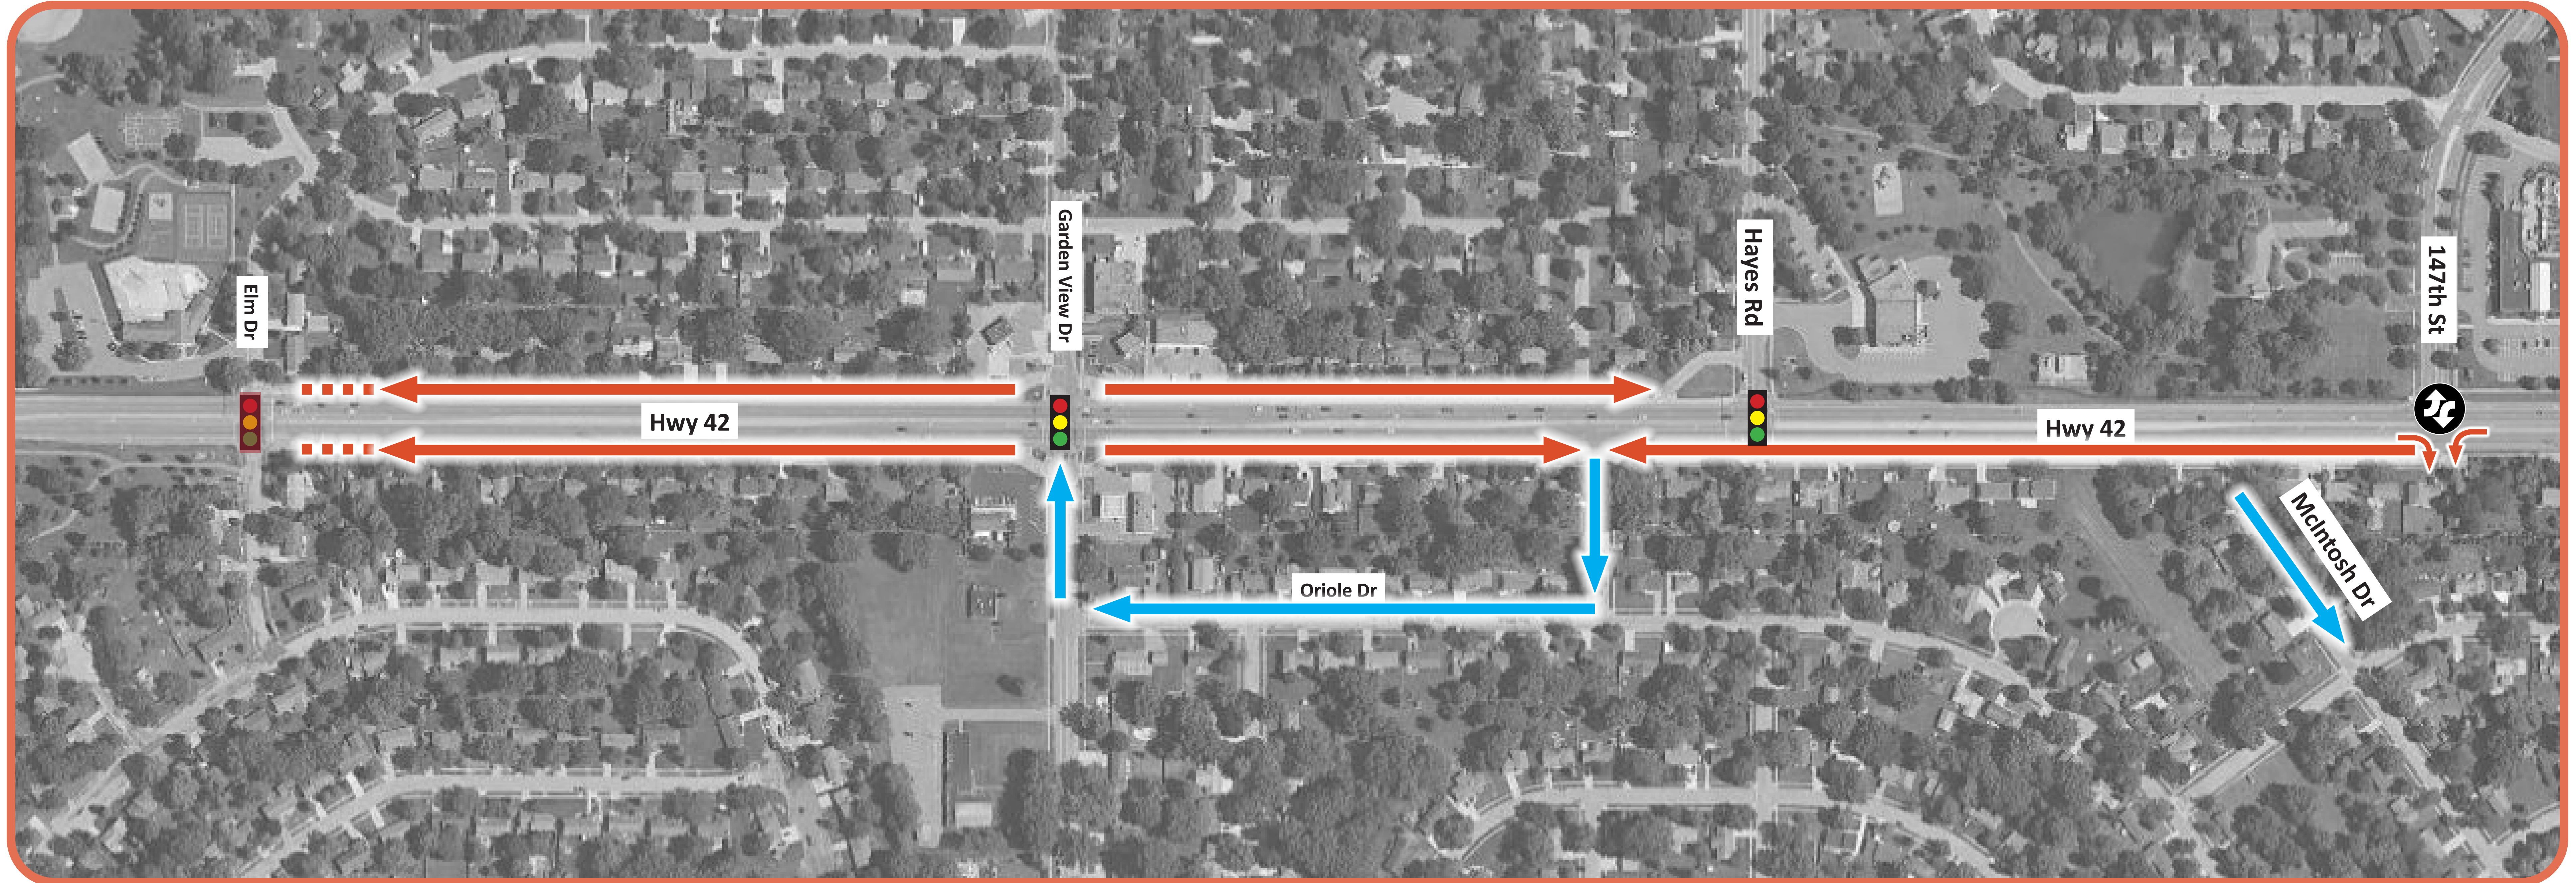 Elm Dr
Garden View Dr
Hayes Rd
147th St
Hwy 42
Hwy 42
McIntosh Dr
Oriole Dr